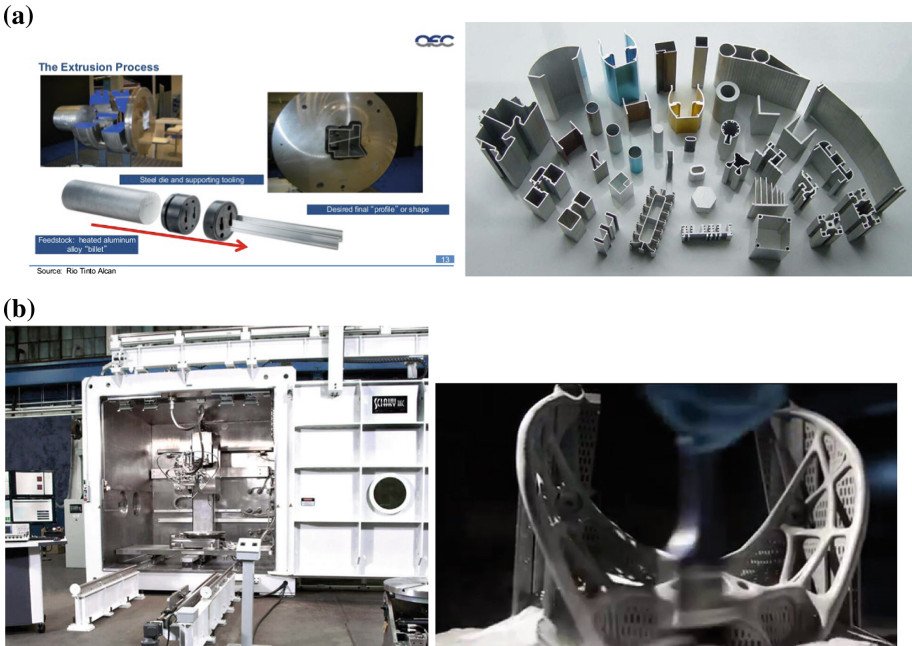 (a)
QEC
The Extrusion Process
Steel die and supporting tooling
Desired final "profile" or shape
Feedstock: heated aluminum
alloy "billet"
13
Source: Rio Tinto Alcan
(b)
SCIAKY INC.